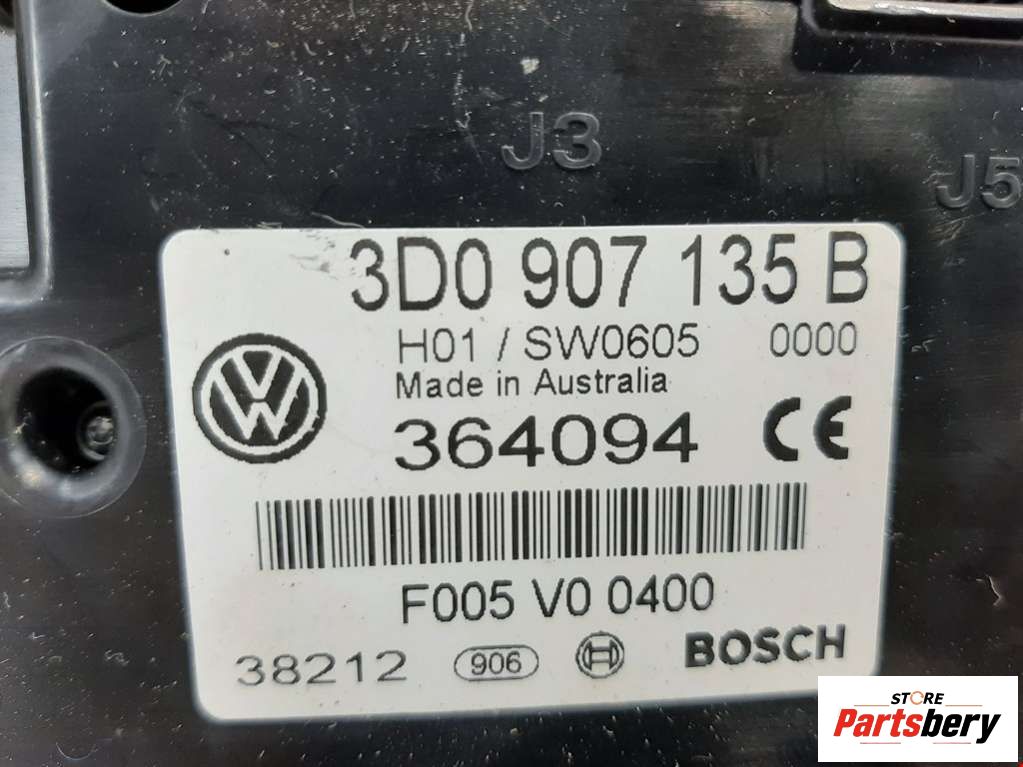 J3
J5
3D0 907 135 B
H01 / SW0605 0000
Made in Australia
364094 CE
F005 V0 0400
38212 906 BOSCH
STORE
Partsbery